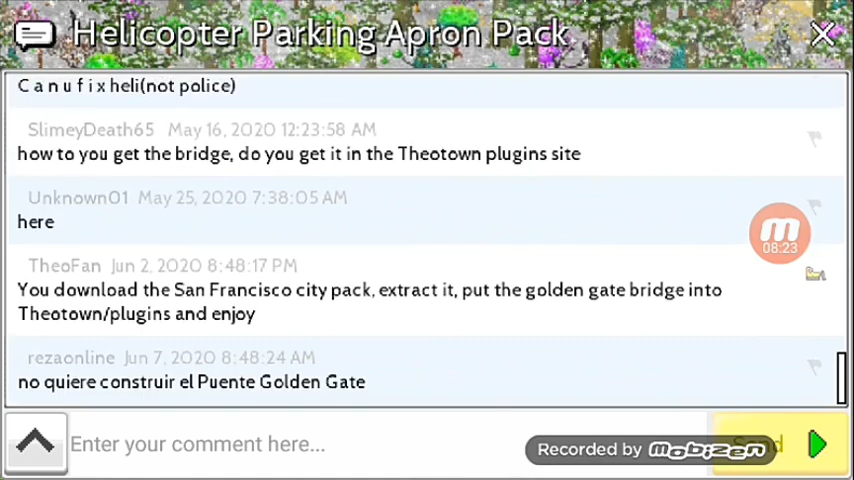 Helicopter Parking Apron Pack
C a n u f i x heli(not police)
SlimeyDeath65 May 16, 2020 12:23:58 AM
how to you get the bridge, do you get it in the Theotown plugins site
Unknown01 May 25, 2020 7:38:05 AM
here
08:23
TheoFan Jun 2, 2020 8:48:17 PM
You download the San Francisco city pack, extract it, put the golden gate bridge into
Theotown/plugins and enjoy
rezaonline Jun 7, 2020 8:48:24 AM
no quiere construir el Puente Golden Gate
Enter your comment here...
Send
Recorded by mobizen